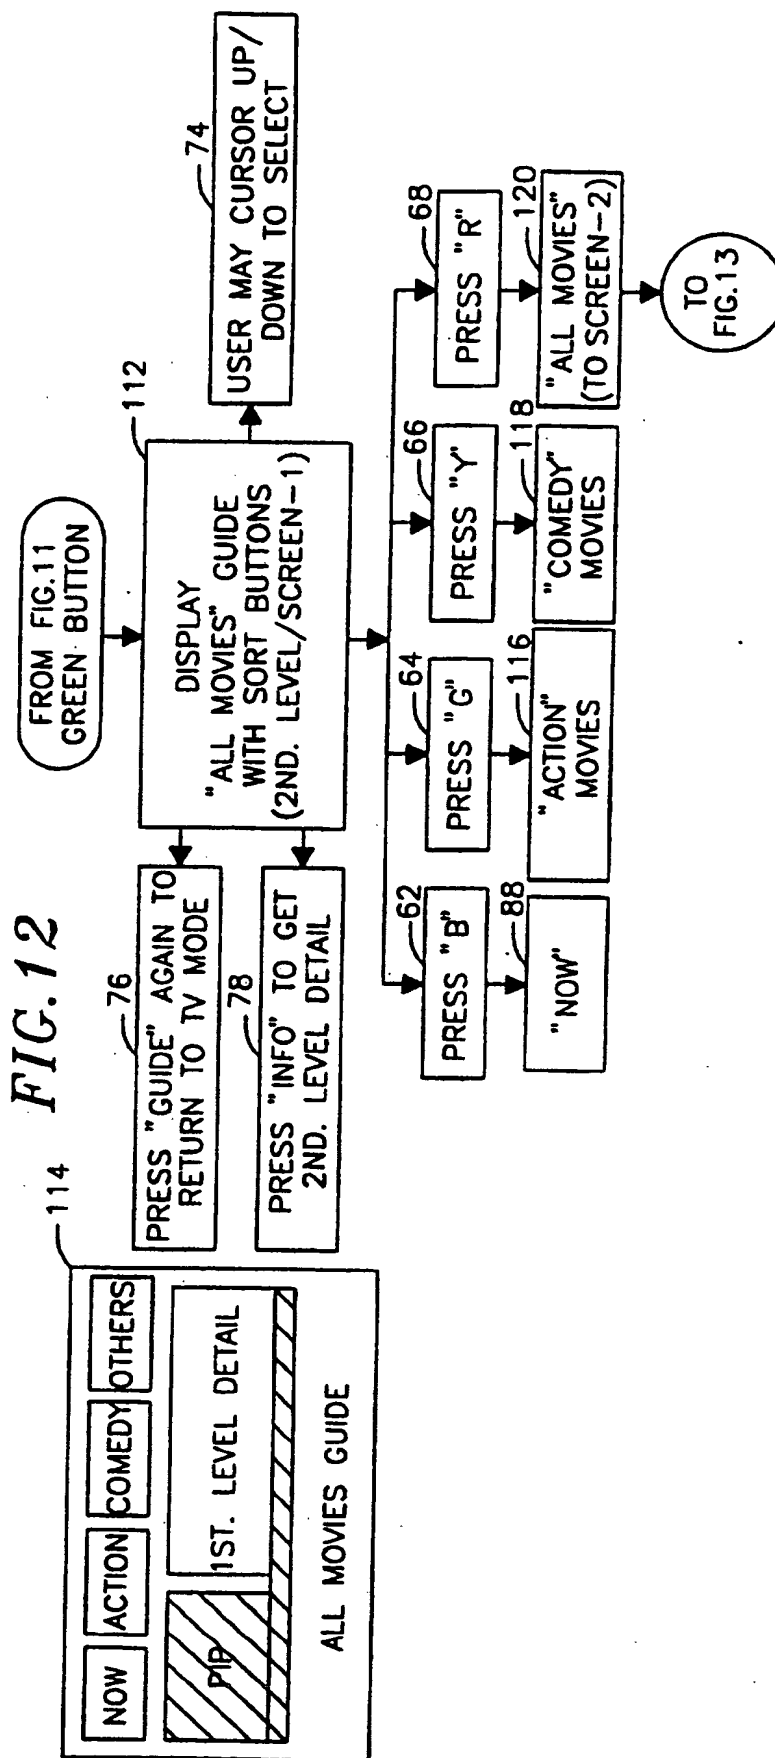 FIG.12
114
NOW
ACTION
COMEDY
OTHERS
PIP
1ST. LEVEL DETAIL
ALL MOVIES GUIDE
FROM FIG.11
GREEN BUTTON
112
DISPLAY
"ALL MOVIES" GUIDE
WITH SORT BUTTONS
(2ND. LEVEL/SCREEN-1)
76
PRESS "GUIDE" AGAIN TO
RETURN TO TV MODE
78
PRESS "INFO" TO GET
2ND. LEVEL DETAIL
74
USER MAY CURSOR UP/
DOWN TO SELECT
62
PRESS "B"
64
PRESS "G"
66
PRESS "Y"
68
PRESS "R"
88
"NOW"
116
"ACTION"
MOVIES
118
"COMEDY"
MOVIES
120
"ALL MOVIES"
(TO SCREEN-2)
TO
FIG.13